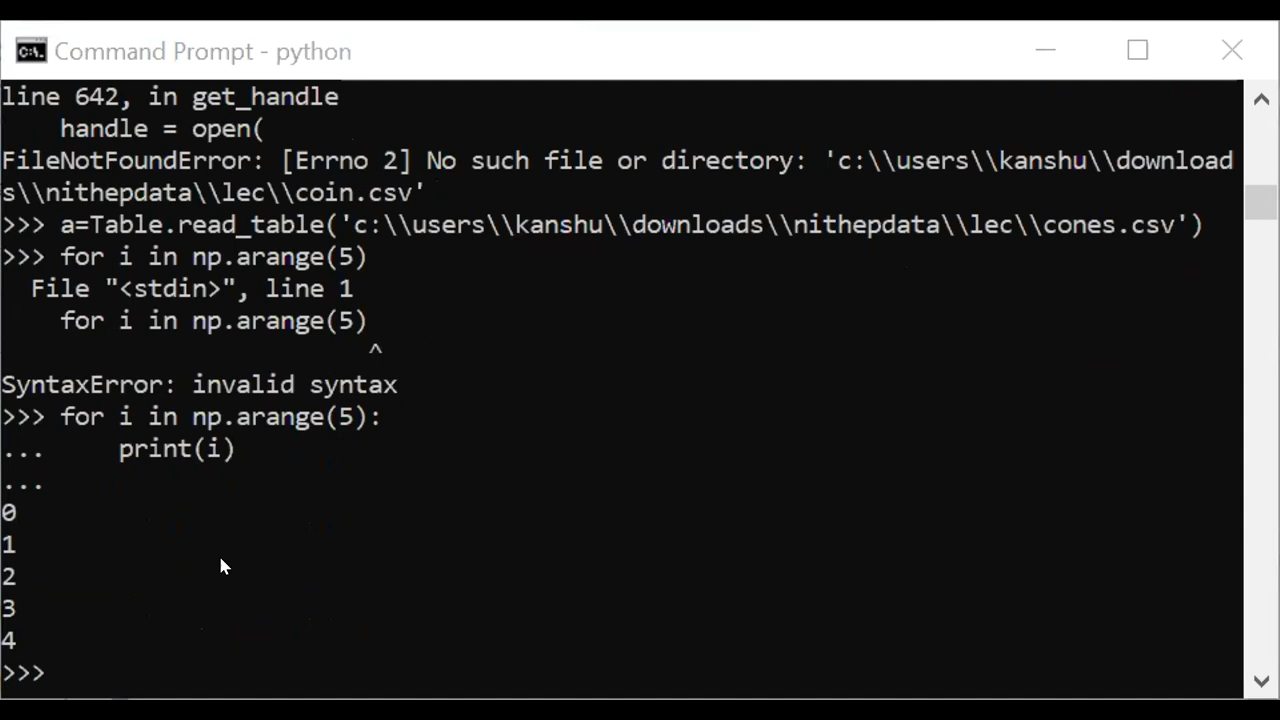 Command Prompt - python
line 642, in get_handle
    handle = open(
FileNotFoundError: [Errno 2] No such file or directory: 'c:\\users\\kanshu\\download
s\\nithepdata\\lec\\coin.csv'
>>> a=Table.read_table('c:\\users\\kanshu\\downloads\\nithepdata\\lec\\cones.csv')
>>> for i in np.arange(5)
  File "<stdin>", line 1
    for i in np.arange(5)
                         ^
SyntaxError: invalid syntax
>>> for i in np.arange(5):
...     print(i)
...
0
1
2
3
4
>>>